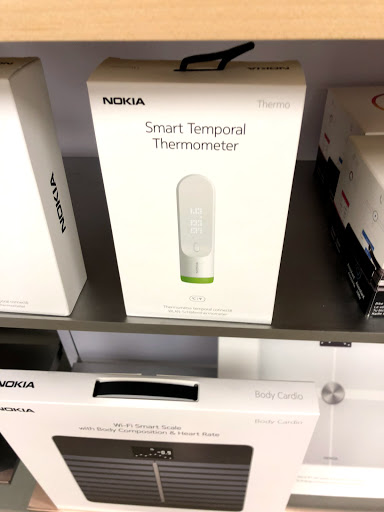 NOKIA
Thermo
Smart Temporal
Thermometer
NOKIA
NOKIA
NOKIA
Body Cardio
NOKIA
Body Cardio
Wi-Fi Smart Scale
with Body Composition & Heart Rate